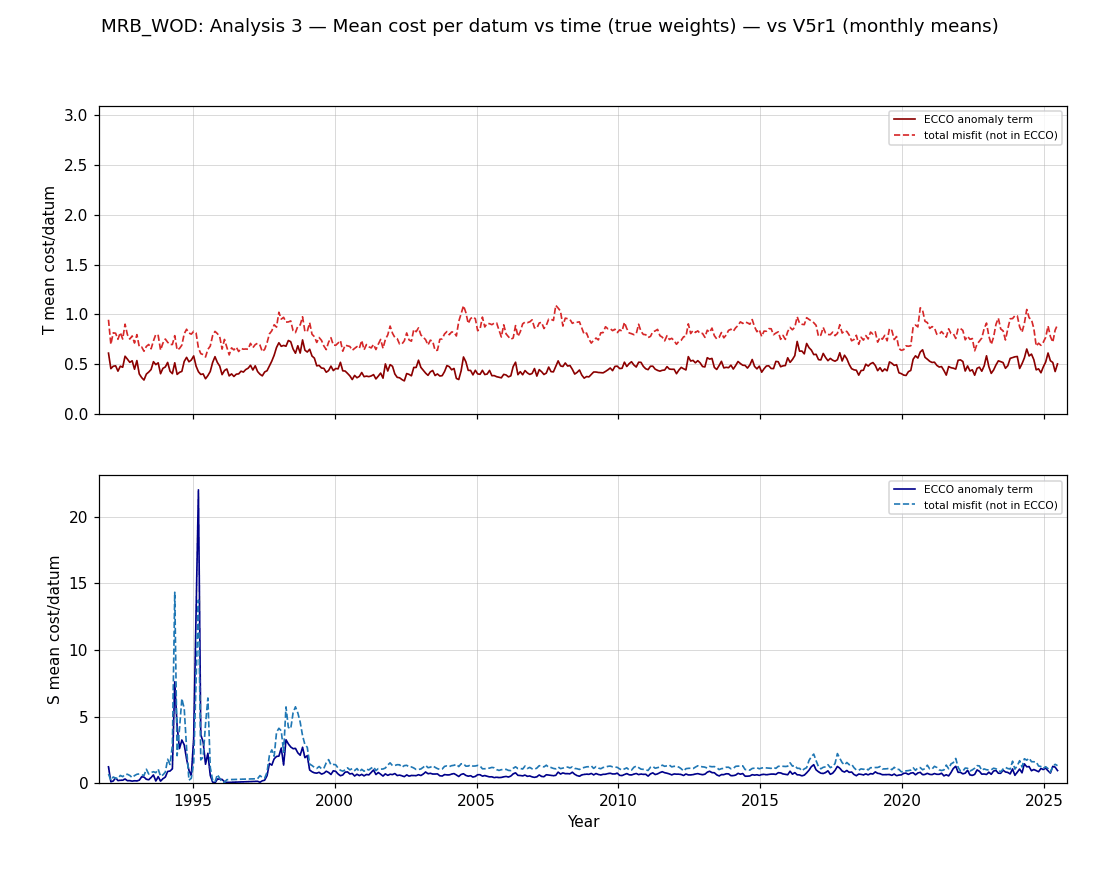 MRB_WOD: Analysis 3 — Mean cost per datum vs time (true weights) — vs V5r1 (monthly means)
T mean cost/datum
3.0
2.5
2.0
1.5
1.0
0.5
0.0
ECCO anomaly term
total misfit (not in ECCO)
S mean cost/datum
20
15
10
5
0
ECCO anomaly term
total misfit (not in ECCO)
1995 2000 2005 2010 2015 2020 2025
Year